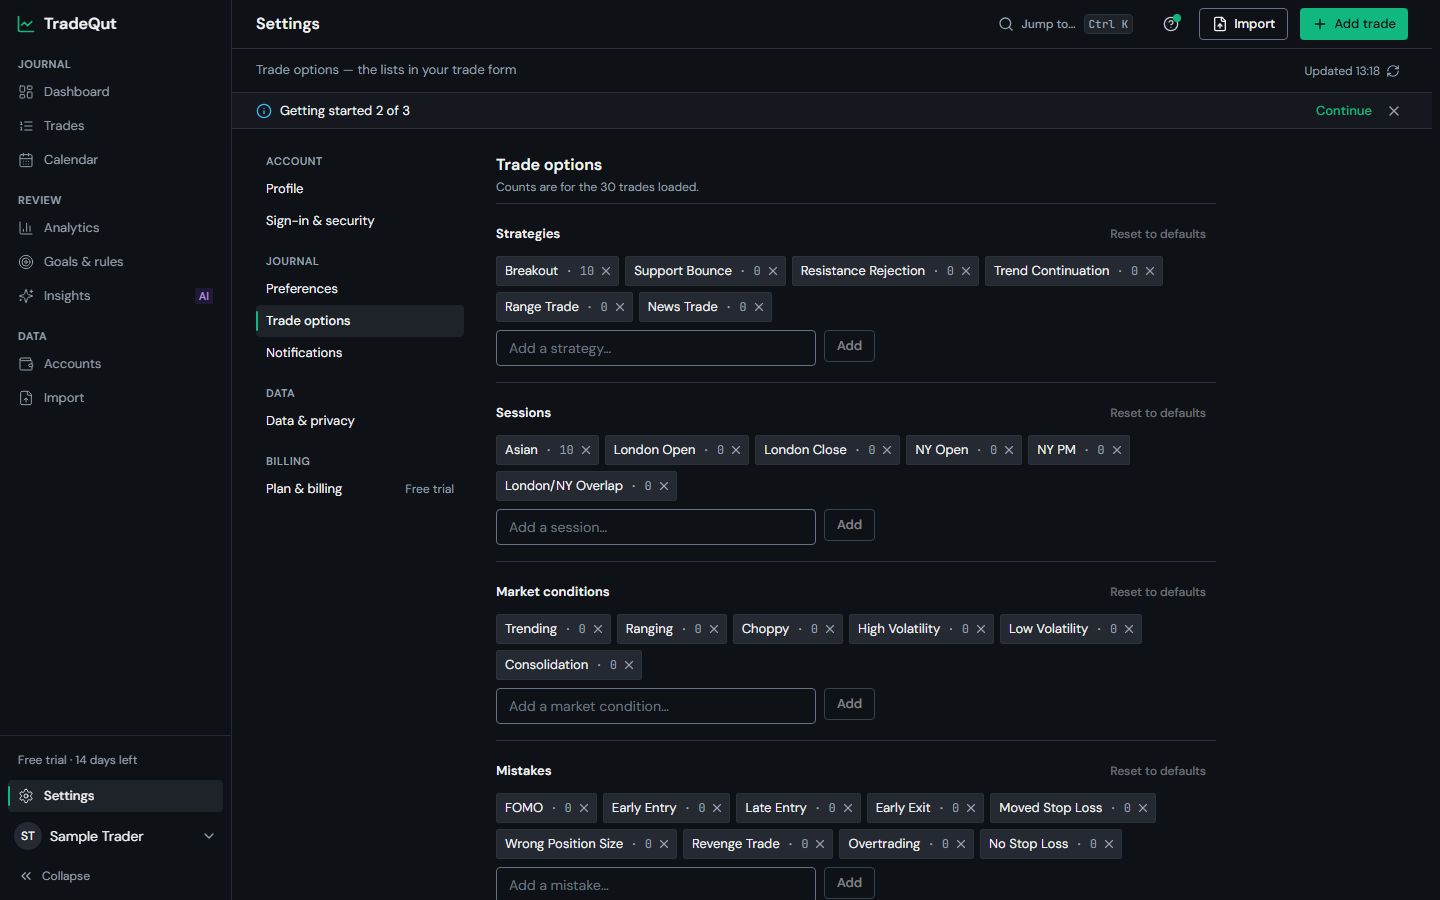 TradeQut
Settings
Jump to...
Ctrl K
Import
Add trade
JOURNAL
Dashboard
Trades
Calendar
REVIEW
Analytics
Goals & rules
Insights
AI
DATA
Accounts
Import
Free trial · 14 days left
Settings
ST
Sample Trader
Collapse
Trade options — the lists in your trade form
Updated 13:18
Getting started 2 of 3
Continue
ACCOUNT
Profile
Sign-in & security
JOURNAL
Preferences
Trade options
Notifications
DATA
Data & privacy
BILLING
Plan & billing
Free trial
Trade options
Counts are for the 30 trades loaded.
Strategies
Reset to defaults
Breakout · 10 Support Bounce · 0 Resistance Rejection · 0 Trend Continuation · 0
Range Trade · 0 News Trade · 0
Add a strategy...
Add
Sessions
Reset to defaults
Asian · 10 London Open · 0 London Close · 0 NY Open · 0 NY PM · 0
London/NY Overlap · 0
Add a session...
Add
Market conditions
Reset to defaults
Trending · 0 Ranging · 0 Choppy · 0 High Volatility · 0 Low Volatility · 0
Consolidation · 0
Add a market condition...
Add
Mistakes
Reset to defaults
FOMO · 0 Early Entry · 0 Late Entry · 0 Early Exit · 0 Moved Stop Loss · 0
Wrong Position Size · 0 Revenge Trade · 0 Overtrading · 0 No Stop Loss · 0
Add a mistake...
Add